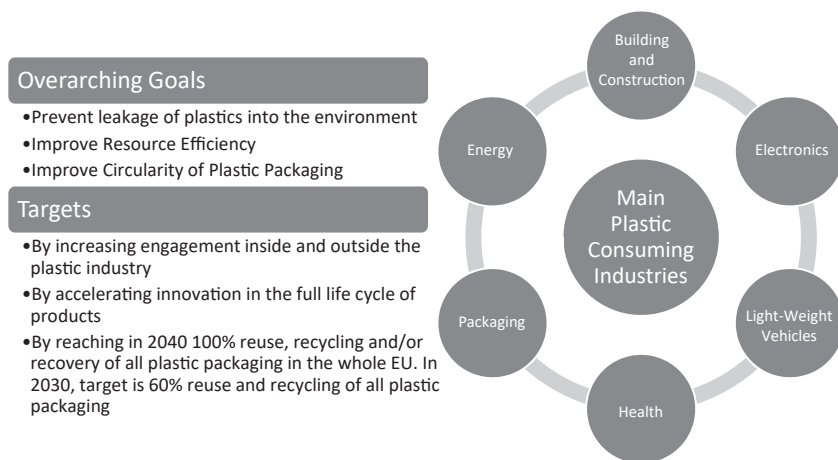 Overarching Goals
•Prevent leakage of plastics into the environment
•Improve Resource Efficiency
•Improve Circularity of Plastic Packaging
Targets
•By increasing engagement inside and outside the
plastic industry
•By accelerating innovation in the full life cycle of
products
•By reaching in 2040 100% reuse, recycling and/or
recovery of all plastic packaging in the whole EU. In
2030, target is 60% reuse and recycling of all plastic
packaging
Main
Plastic
Consuming
Industries
Building
and
Construction
Electronics
Light-Weight
Vehicles
Health
Packaging
Energy